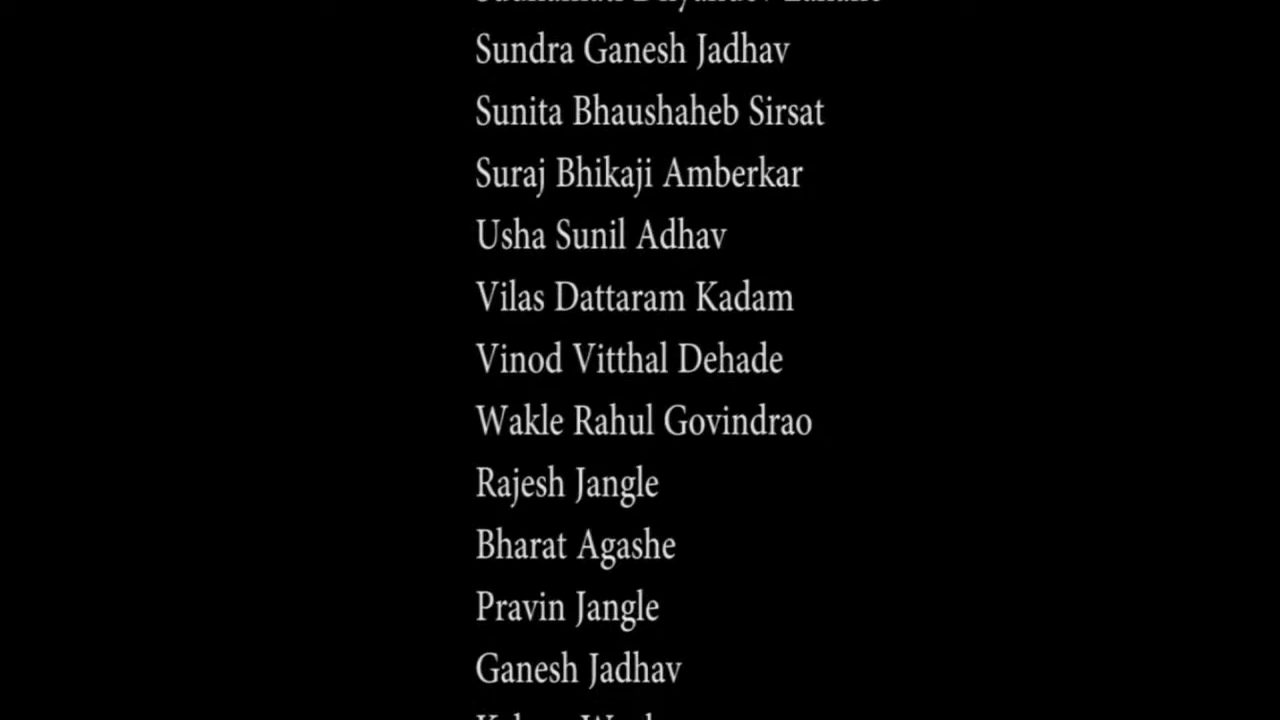 Sundra Ganesh Jadhav
Sunita Bhaushaheb Sirsat
Suraj Bhikaji Amberkar
Usha Sunil Adhav
Vilas Dattaram Kadam
Vinod Vitthal Dehade
Wakle Rahul Govindrao
Rajesh Jangle
Bharat Agashe
Pravin Jangle
Ganesh Jadhav